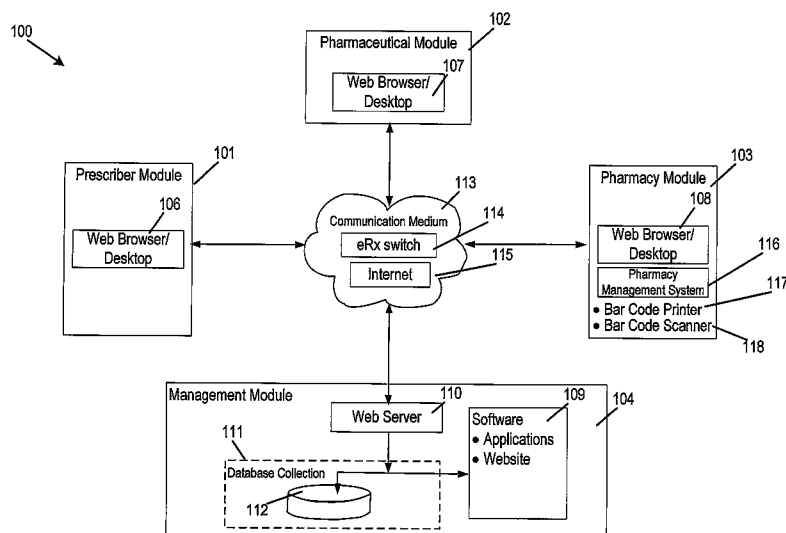 100
102
Pharmaceutical Module
107
Web Browser/
Desktop
101
Prescriber Module
106
Web Browser/
Desktop
113
Communication Medium
114
eRx switch
115
Internet
103
Pharmacy Module
108
Web Browser/
Desktop
116
Pharmacy
Management System
117
• Bar Code Printer
• Bar Code Scanner
118
Management Module
104
110
Web Server
109
Software
• Applications
• Website
111
Database Collection
112